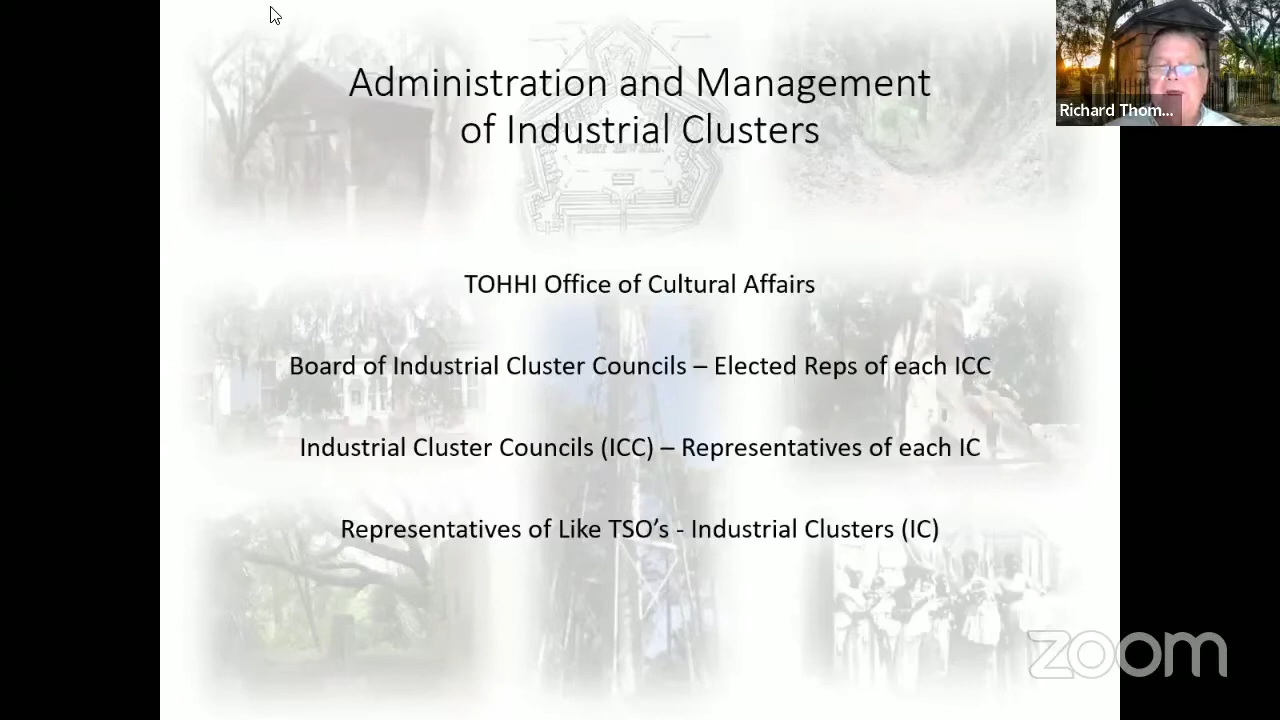 Administration and Management
of Industrial Clusters
Richard Thom...
TOHHI Office of Cultural Affairs
Board of Industrial Cluster Councils – Elected Reps of each ICC
Industrial Cluster Councils (ICC) – Representatives of each IC
Representatives of Like TSO’s - Industrial Clusters (IC)
zoom